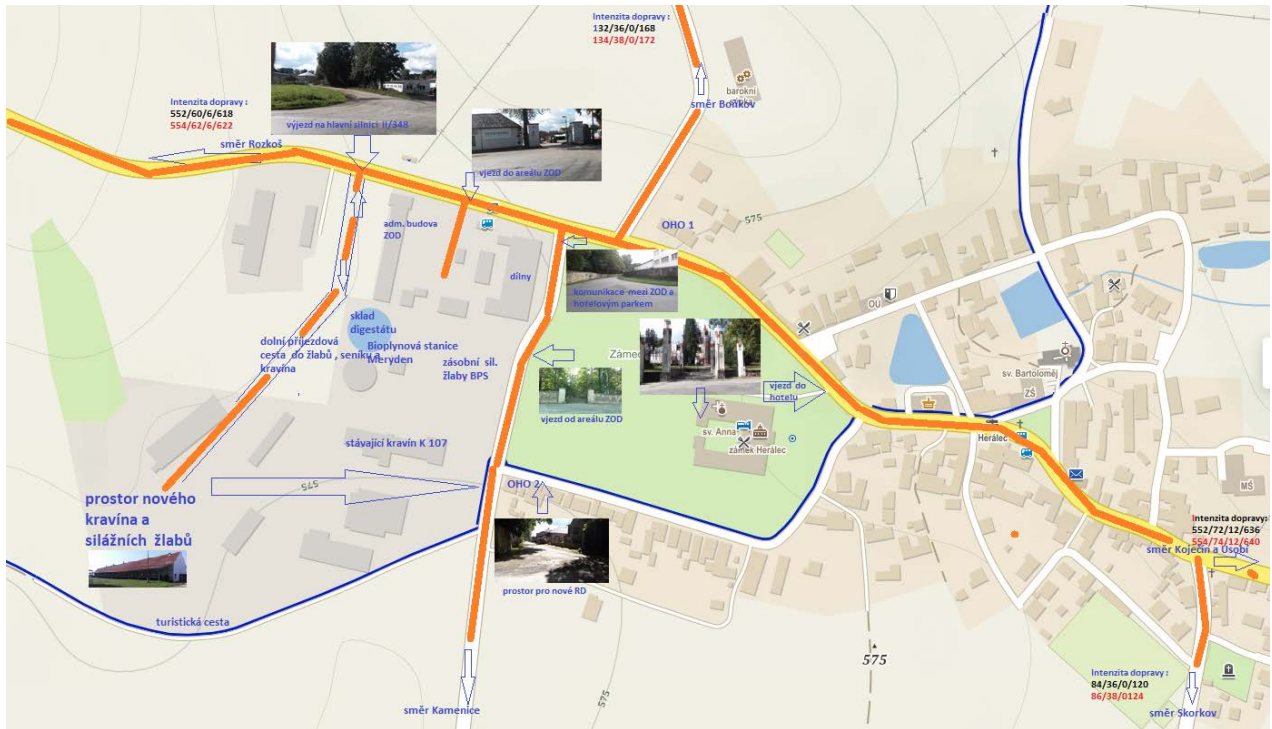 Intenzita dopravy :
132/36/0/168
134/38/0/172
směr Boňkov
barokní
Intenzita dopravy :
552/60/6/618
554/62/6/622
směr Rozkoš
výjezd na hlavní silnici II/348
vjezd do areálu ZOD
adm. budova
ZOD
OHO 1
575
dílny
komunikace mezi ZOD a
hotelovým parkem
sklad
digestátu
dolní příjezdová
cesta do žlabů , seníku a
kravína
Bioplynová stanice
Meryden
zásobní sil.
žlaby BPS
Zámec
vjezd do
hotelu
vjezd od areálu ZOD
sv. Anna
zámek Herálec
OÚ
sv. Bartoloměj
ZŠ
Herálec
MŠ
stávající kravín K 107
575
OHO 2
prostor nového
kravína a
silážních žlabů
prostor pro nové RD
turistická cesta
Intenzita dopravy:
552/72/12/636
554/74/12/640
směr Koječín a Úsobí
575
575
Intenzita dopravy :
84/36/0/120
86/38/0124
směr Kamenice
směr Skorkov